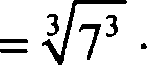 = ∛7³ .